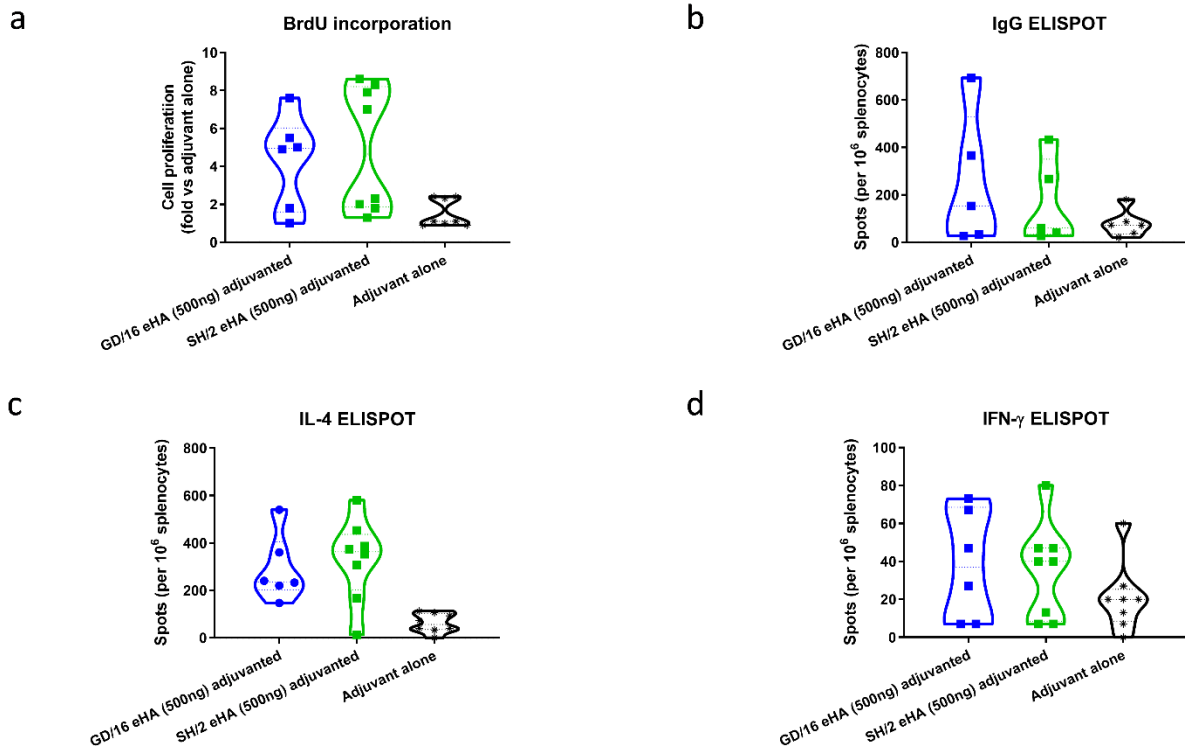 a
BrdU incorporation
Cell proliferatiion
(fold vs adjuvant alone)
10
8
6
4
2
0
GD/16 eHA (500ng) adjuvanted
SH/2 eHA (500ng) adjuvanted
Adjuvant alone
b
IgG ELISPOT
Spots (per 10⁶ splenocytes)
800
600
400
200
0
GD/16 eHA (500ng) adjuvanted
SH/2 eHA (500ng) adjuvanted
Adjuvant alone
c
IL-4 ELISPOT
Spots (per 10⁶ splenocytes)
800
600
400
200
0
GD/16 eHA (500ng) adjuvanted
SH/2 eHA (500ng) adjuvanted
Adjuvant alone
d
IFN-γ ELISPOT
Spots (per 10⁶ splenocytes)
100
80
60
40
20
0
GD/16 eHA (500ng) adjuvanted
SH/2 eHA (500ng) adjuvanted
Adjuvant alone